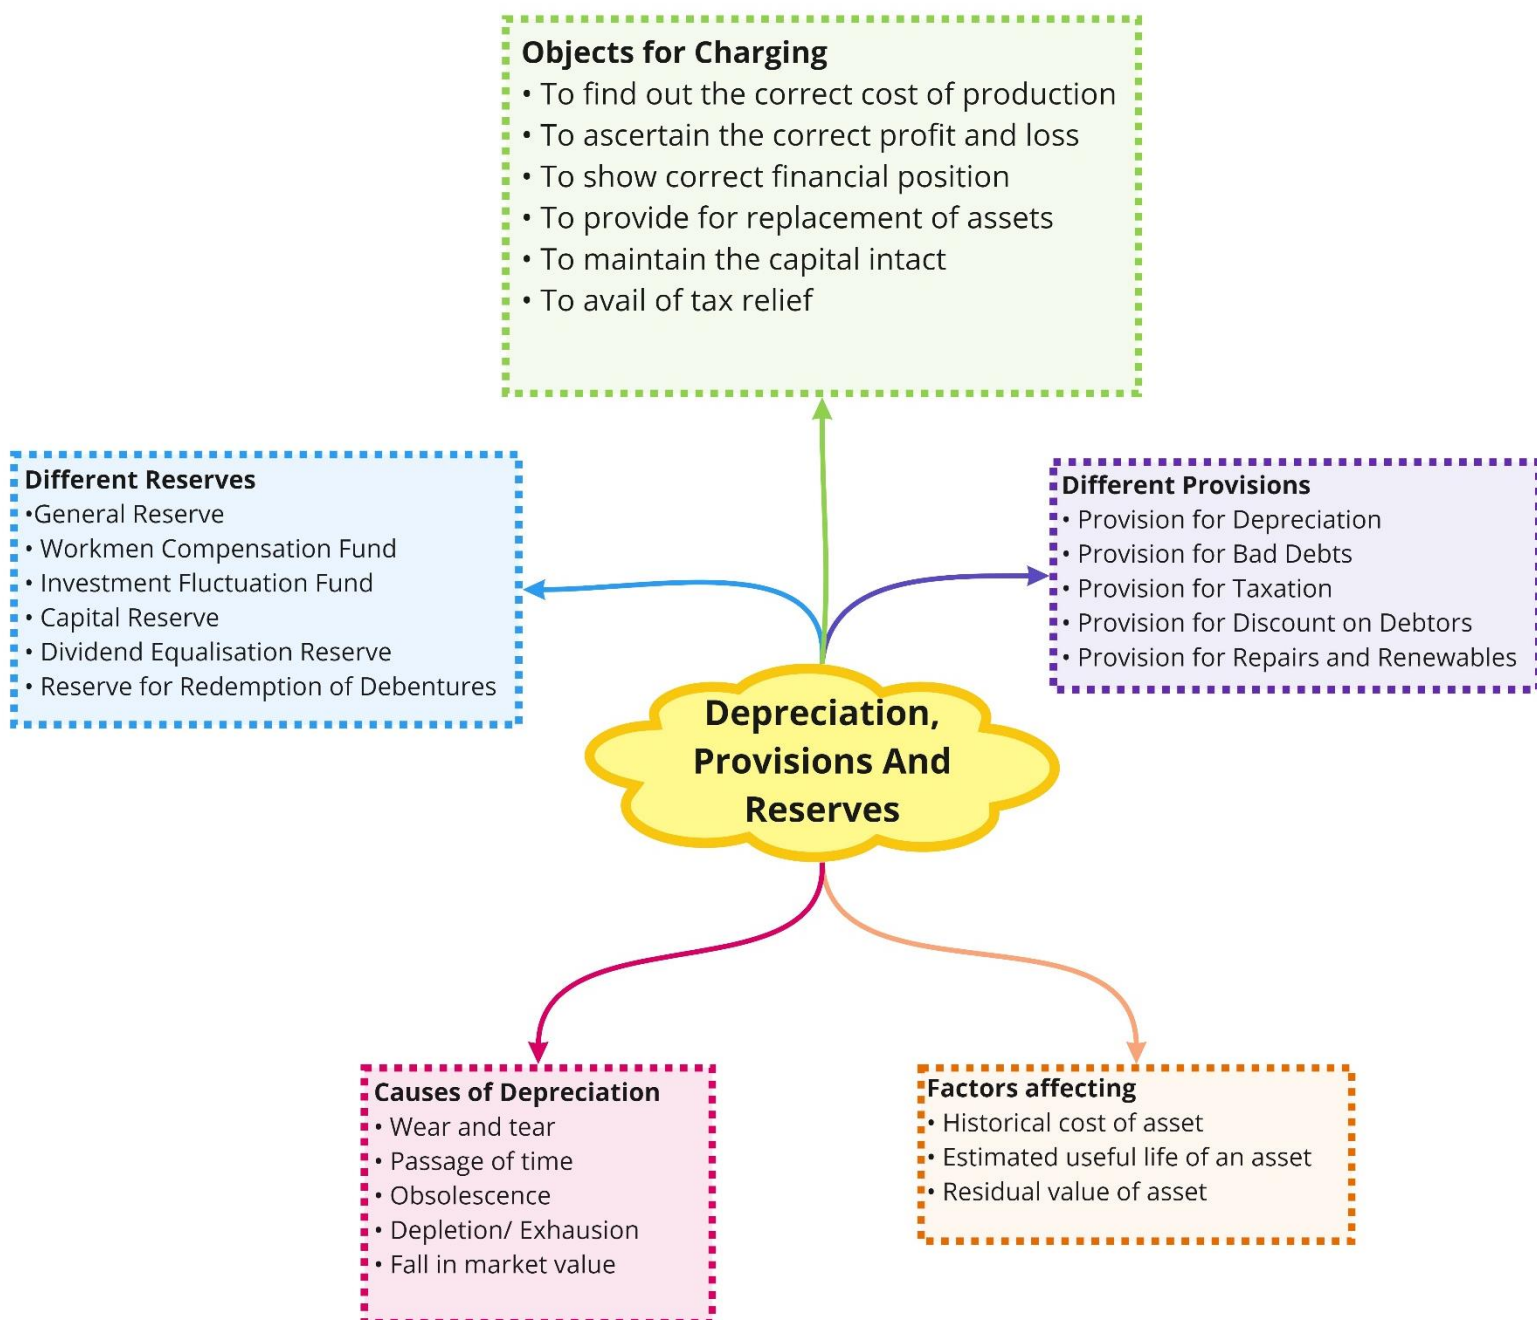 Objects for Charging
• To find out the correct cost of production
• To ascertain the correct profit and loss
• To show correct financial position
• To provide for replacement of assets
• To maintain the capital intact
• To avail of tax relief
Different Reserves
•General Reserve
• Workmen Compensation Fund
• Investment Fluctuation Fund
• Capital Reserve
• Dividend Equalisation Reserve
• Reserve for Redemption of Debentures
Different Provisions
• Provision for Depreciation
• Provision for Bad Debts
• Provision for Taxation
• Provision for Discount on Debtors
• Provision for Repairs and Renewables
Depreciation,
Provisions And
Reserves
Causes of Depreciation
• Wear and tear
• Passage of time
• Obsolescence
• Depletion/ Exhausion
• Fall in market value
Factors affecting
• Historical cost of asset
• Estimated useful life of an asset
• Residual value of asset